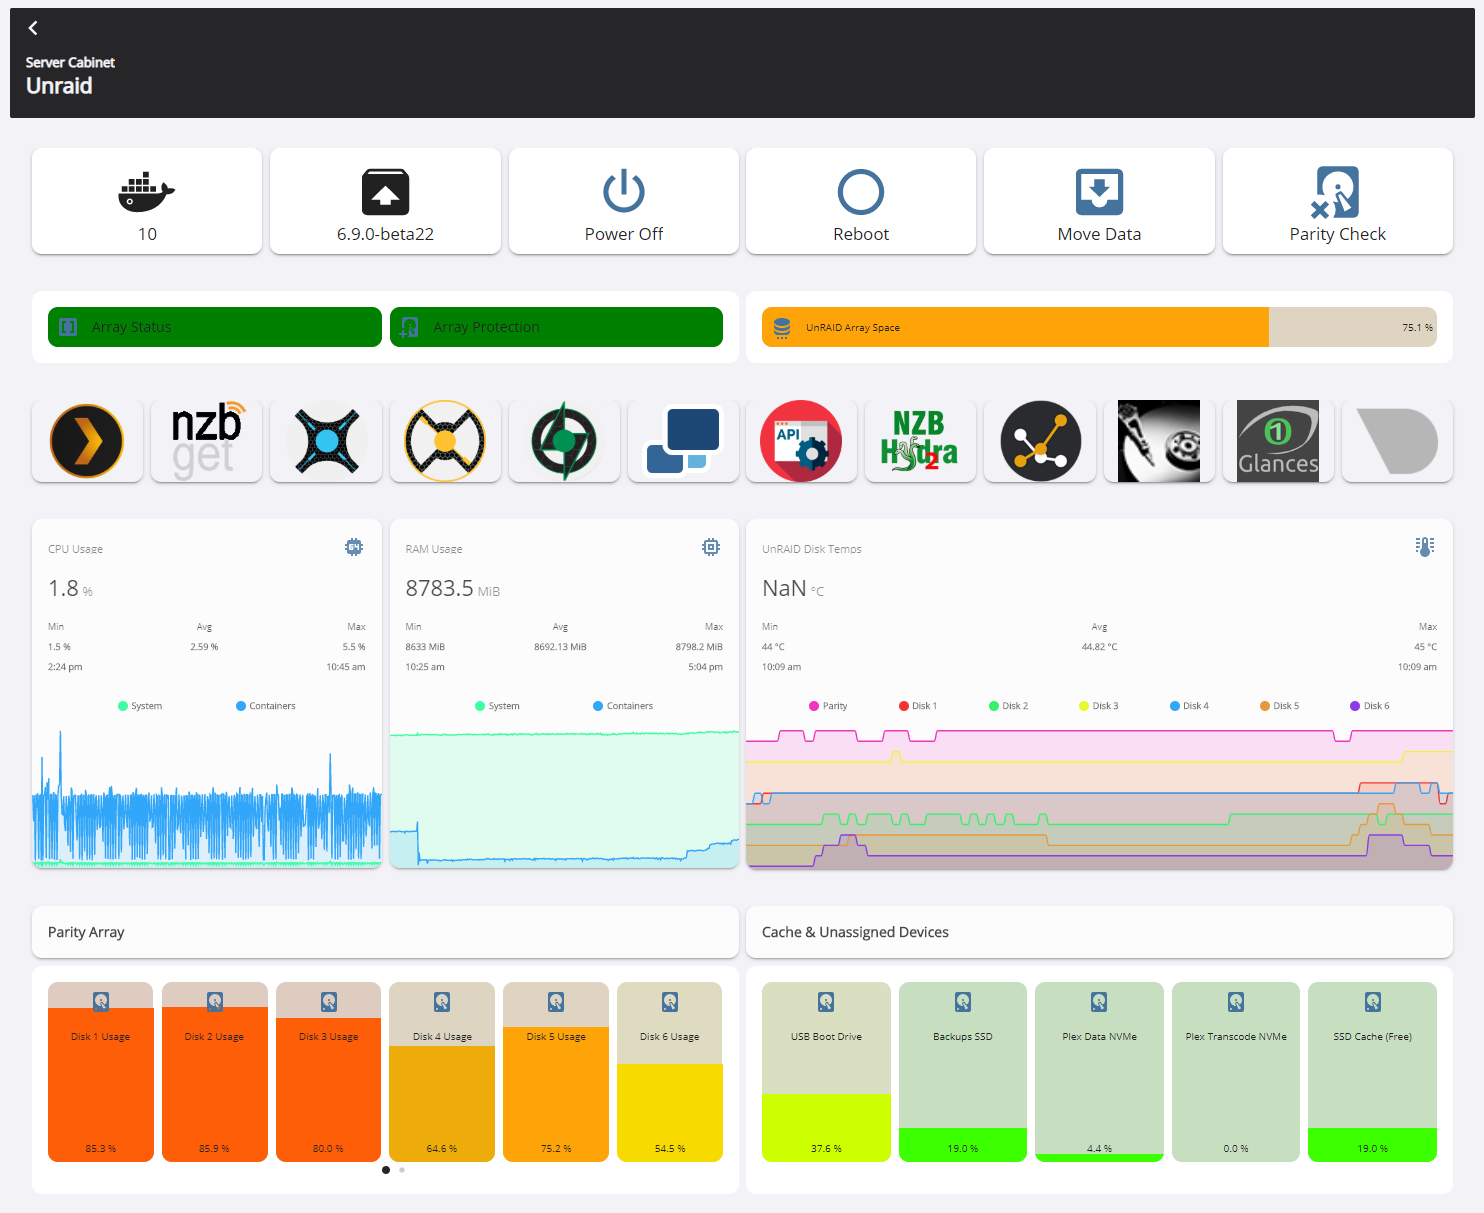 Server Cabinet
Unraid
10
6.9.0-beta22
Power Off
Reboot
Move Data
Parity Check
Array Status
Array Protection
UnRAID Array Space
75.1 %
nzb
get
API
NZB
Hydra
2
1
Glances
CPU Usage
64
1.8 %
Min Avg Max
1.5 % 2.59 % 5.5 %
2:24 pm 10:45 am
System Containers
RAM Usage
8783.5 MiB
Min Avg Max
8633 MiB 8692.13 MiB 8798.2 MiB
10:25 am 5:04 pm
System Containers
UnRAID Disk Temps
NaN °C
Min Avg Max
44 °C 44.82 °C 45 °C
10:09 am 10:09 am
Parity Disk 1 Disk 2 Disk 3 Disk 4 Disk 5 Disk 6
Parity Array
Disk 1 Usage Disk 2 Usage Disk 3 Usage Disk 4 Usage Disk 5 Usage Disk 6 Usage
85.3 % 85.9 % 80.0 % 64.6 % 75.2 % 54.5 %
Cache & Unassigned Devices
USB Boot Drive Backups SSD Plex Data NVMe Plex Transcode NVMe SSD Cache (Free)
37.6 % 19.0 % 4.4 % 0.0 % 19.0 %